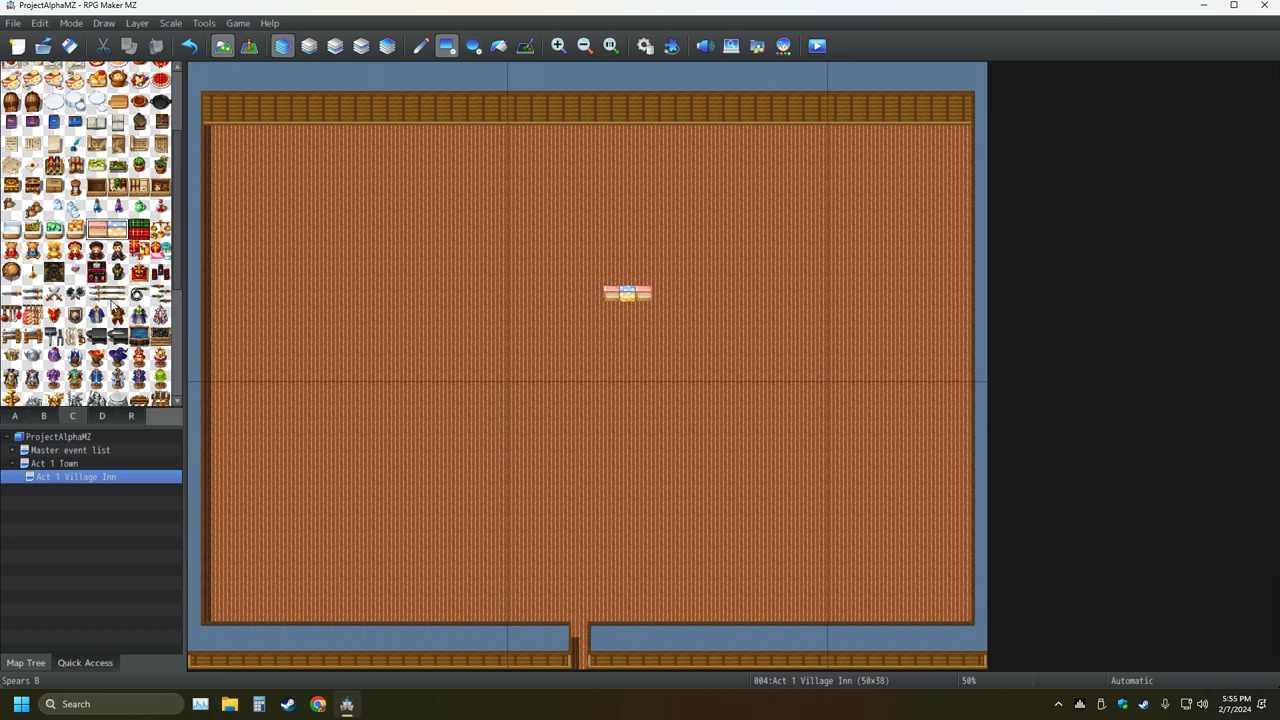 ProjectAlphaMZ - RPG Maker MZ
File Edit Mode Draw Layer Scale Tools Game Help
A B C D R
ProjectAlphaMZ
Master event list
Act 1 Town
Act 1 Village Inn
Map Tree Quick Access
Spears B 004:Act 1 Village Inn (50x38) 50% Automatic
Search
5:55 PM
2/7/2024